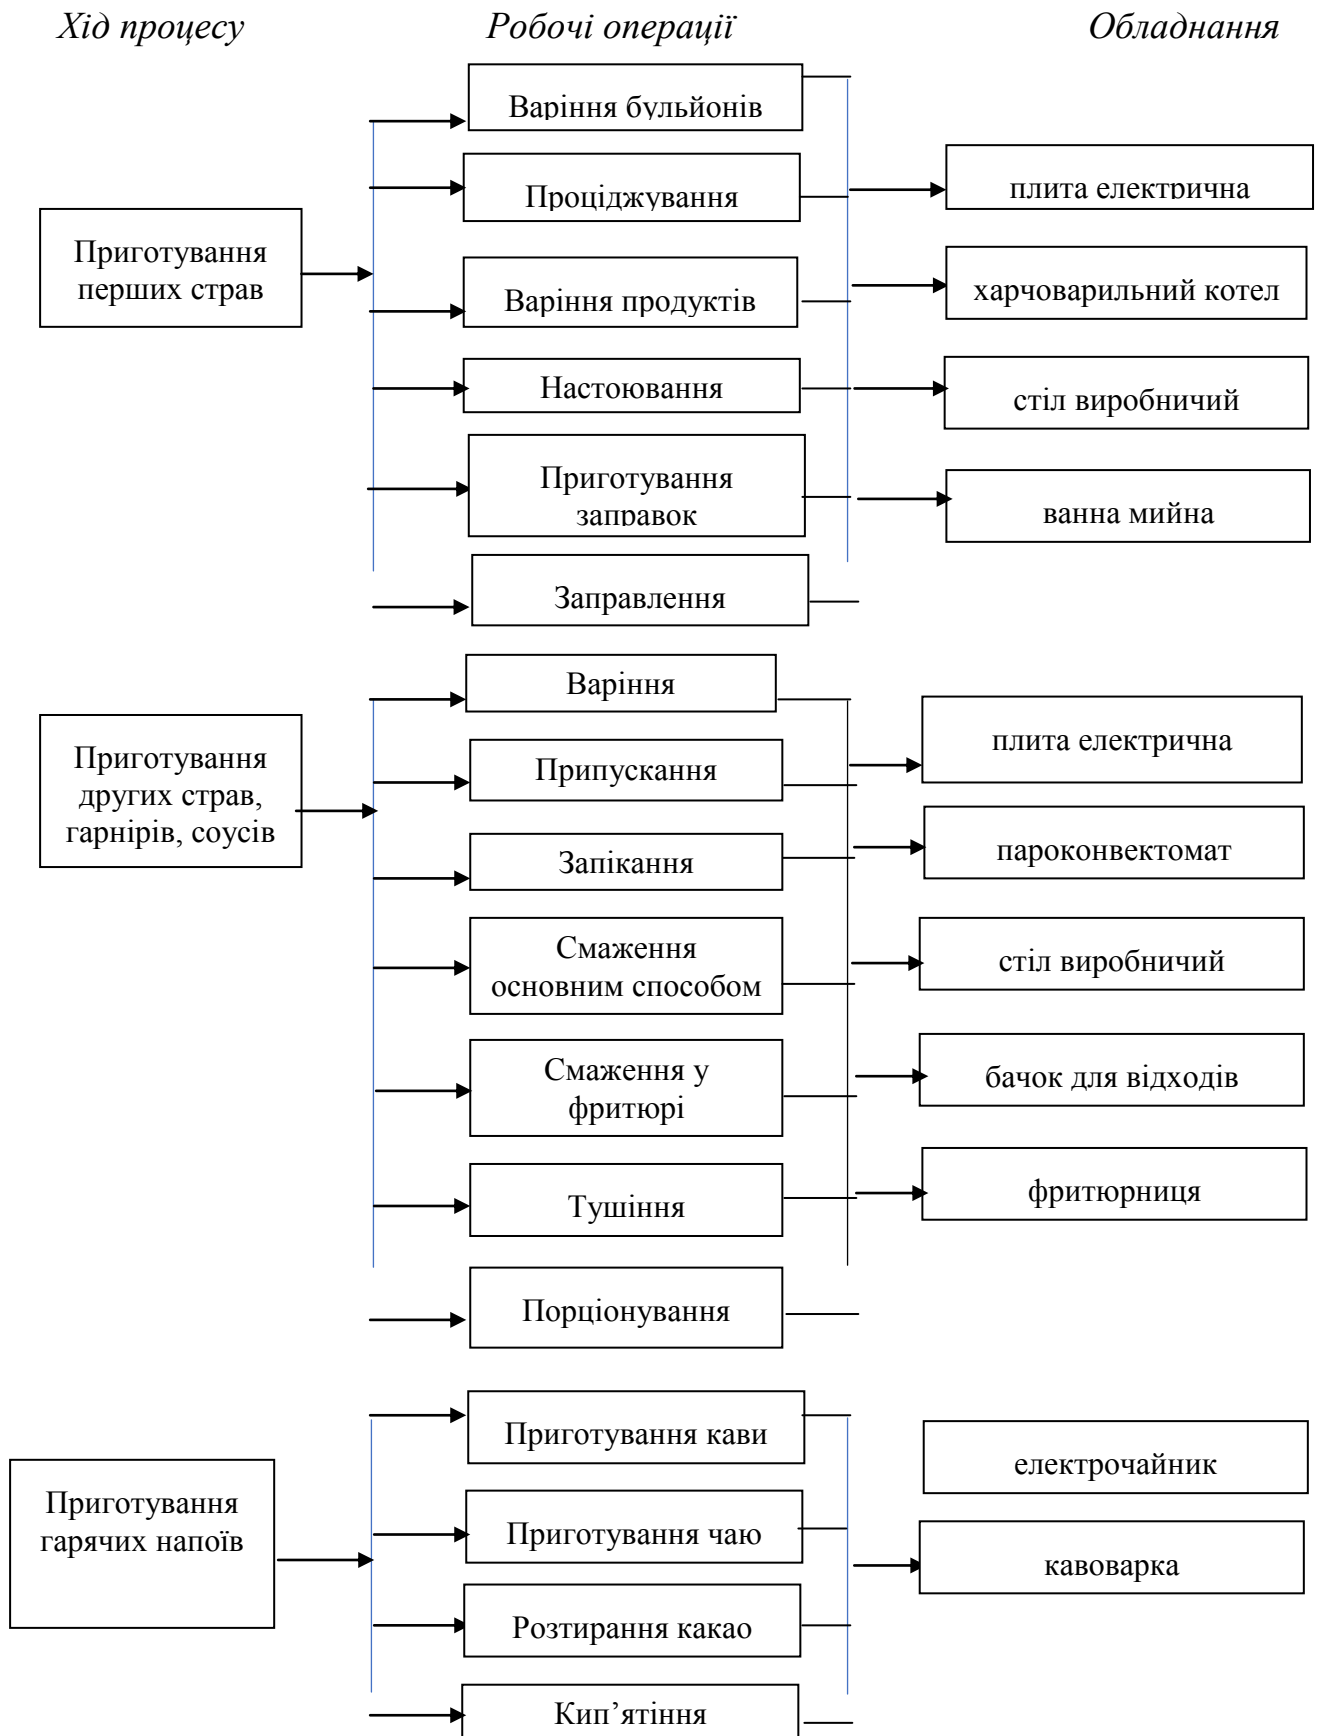 Хід процесу
Робочі операції
Обладнання
Приготування
перших страв
Варіння бульйонів
Проціджування
Варіння продуктів
Настоювання
Приготування
заправок
Заправлення
плита електрична
харчоварильний котел
стіл виробничий
ванна мийна
Приготування
других страв,
гарнірів, соусів
Варіння
Припускання
Запікання
Смаження
основним способом
Смаження у
фритюрі
Тушіння
Порціонування
плита електрична
пароконвектомат
стіл виробничий
бачок для відходів
фритюрниця
Приготування
гарячих напоїв
Приготування кави
Приготування чаю
Розтирання какао
Кип’ятіння
електрочайник
кавоварка